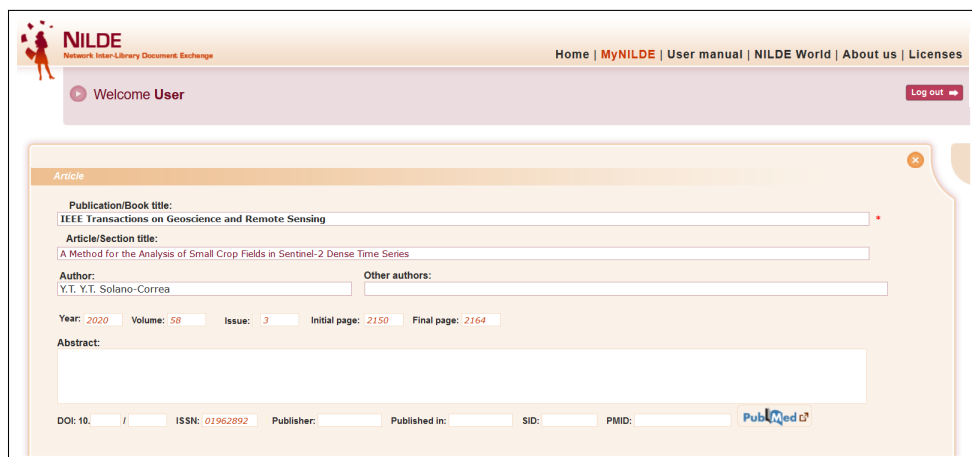 NILDE
Network Inter-Library Document Exchange
Home | MyNILDE | User manual | NILDE World | About us | Licenses
Welcome User
Log out
Article
Publication/Book title:
IEEE Transactions on Geoscience and Remote Sensing
*
Article/Section title:
A Method for the Analysis of Small Crop Fields in Sentinel-2 Dense Time Series
Author: Other authors:
Y.T. Y.T. Solano-Correa
Year: 2020 Volume: 58 Issue: 3 Initial page: 2150 Final page: 2164
Abstract:
DOI: 10. / ISSN: 01962892 Publisher: Published in: SID: PMID: PubMed